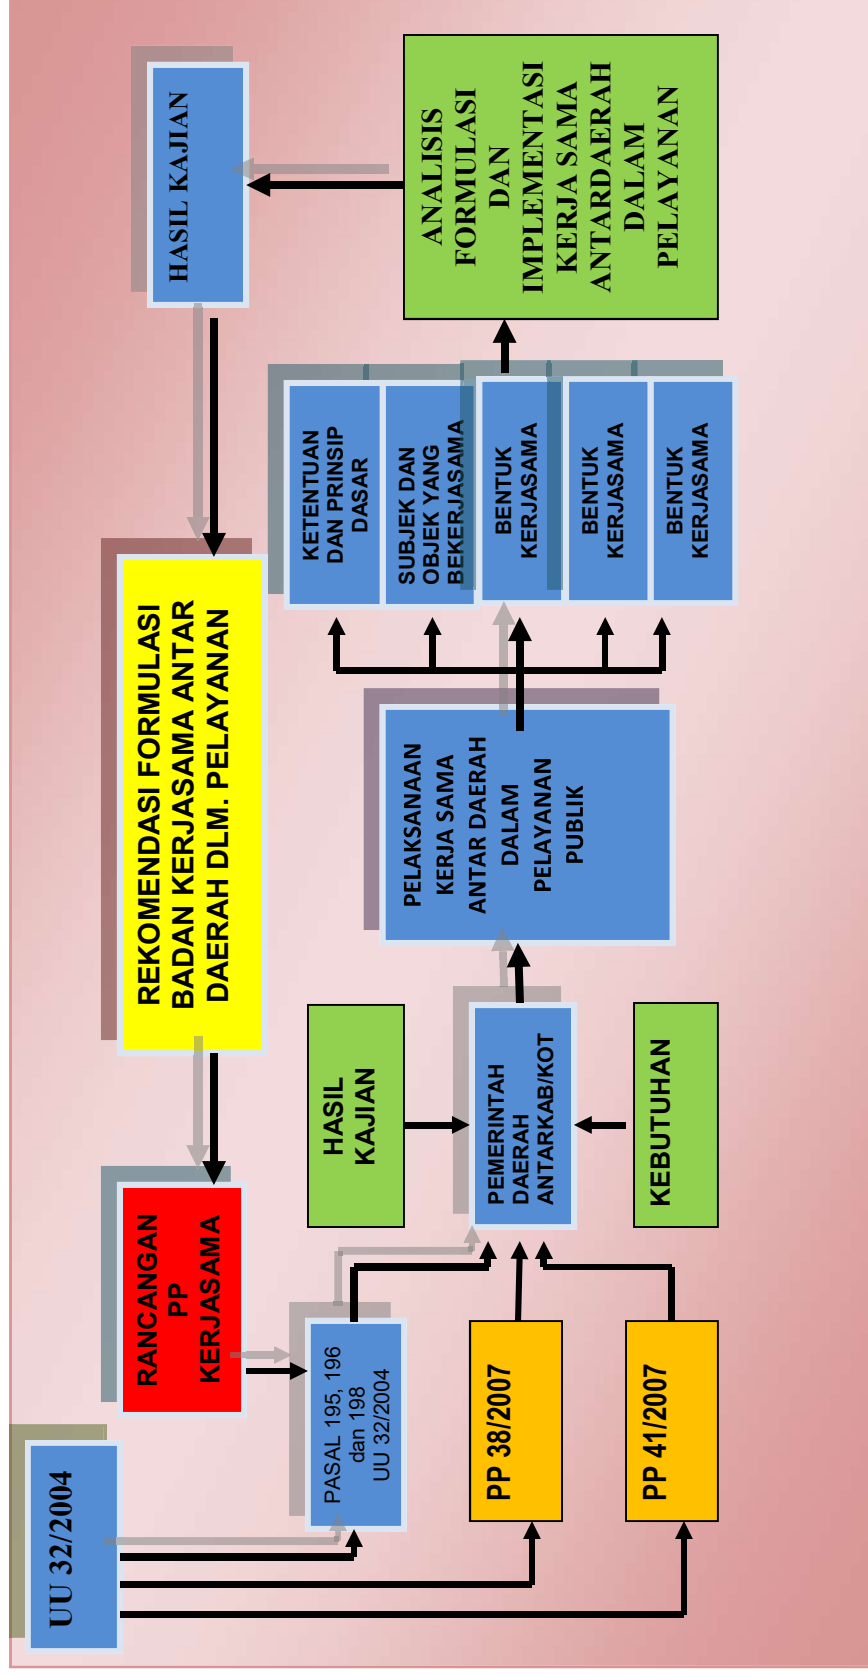 UU 32/2004
RANCANGAN
PP
KERJASAMA
REKOMENDASI FORMULASI
BADAN KERJASAMA ANTAR
DAERAH DLM. PELAYANAN
HASIL KAJIAN
PASAL 195, 196
dan 198
UU 32/2004
PP 38/2007
PP 41/2007
HASIL
KAJIAN
PEMERINTAH
DAERAH
ANTARKAB/KOT
KEBUTUHAN
PELAKSANAAN
KERJA SAMA
ANTAR DAERAH
DALAM
PELAYANAN
PUBLIK
KETENTUAN
DAN PRINSIP
DASAR
SUBJEK DAN
OBJEK YANG
BEKERJASAMA
BENTUK
KERJASAMA
BENTUK
KERJASAMA
BENTUK
KERJASAMA
ANALISIS
FORMULASI
DAN
IMPLEMENTASI
KERJA SAMA
ANTARDAERAH
DALAM
PELAYANAN